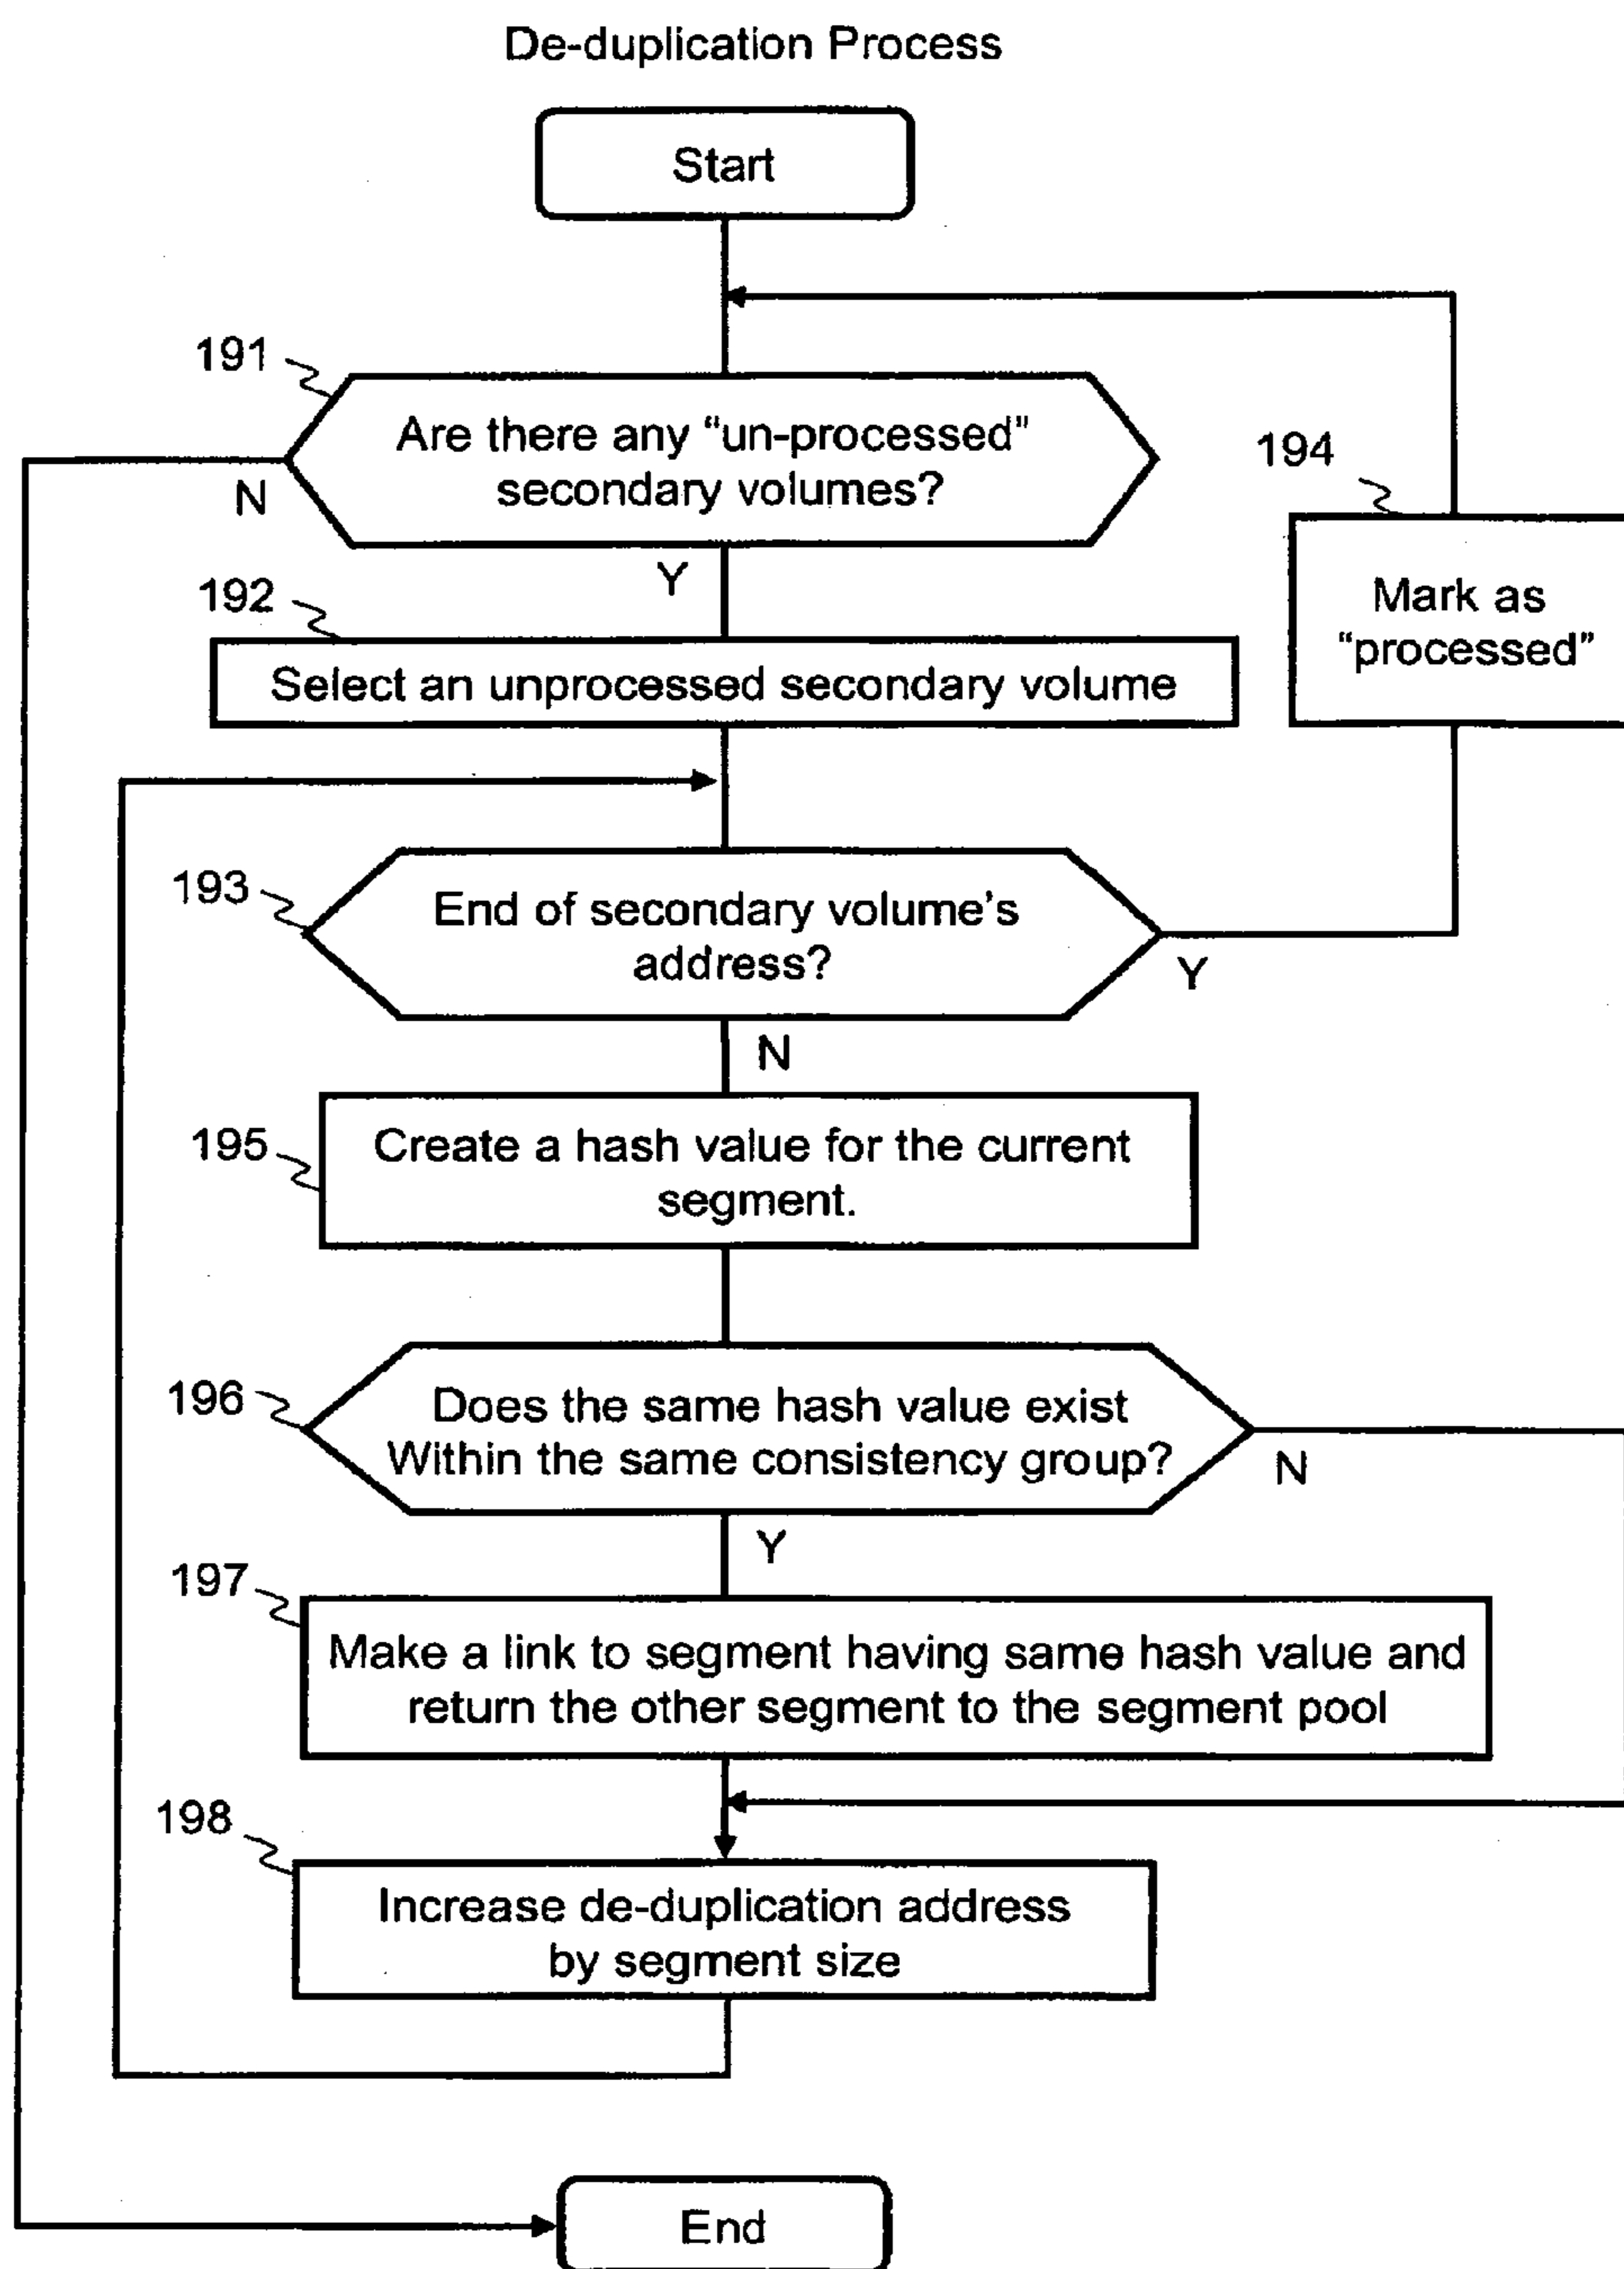 De-duplication Process
Start
191
Are there any “un-processed”
secondary volumes?
N
Y
194
Mark as
“processed”
192
Select an unprocessed secondary volume
193
End of secondary volume’s
address?
Y
N
195
Create a hash value for the current
segment.
196
Does the same hash value exist
Within the same consistency group?
N
Y
197
Make a link to segment having same hash value and
return the other segment to the segment pool
198
Increase de-duplication address
by segment size
End